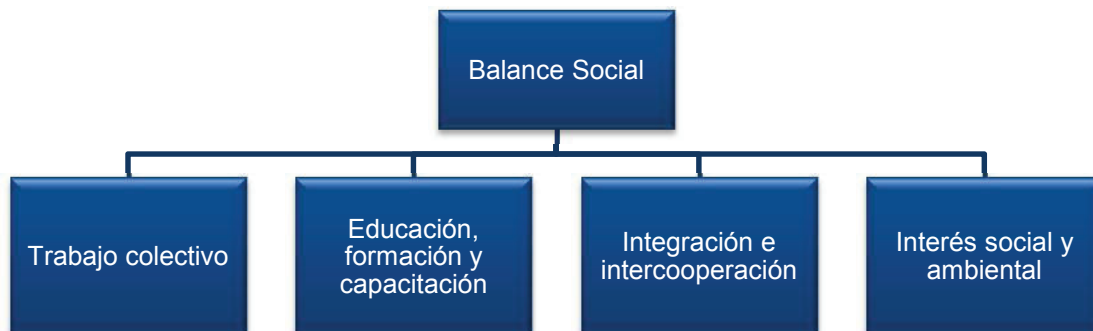 Balance Social
Trabajo colectivo
Educación,
formación y
capacitación
Integración e
intercooperación
Interés social y
ambiental